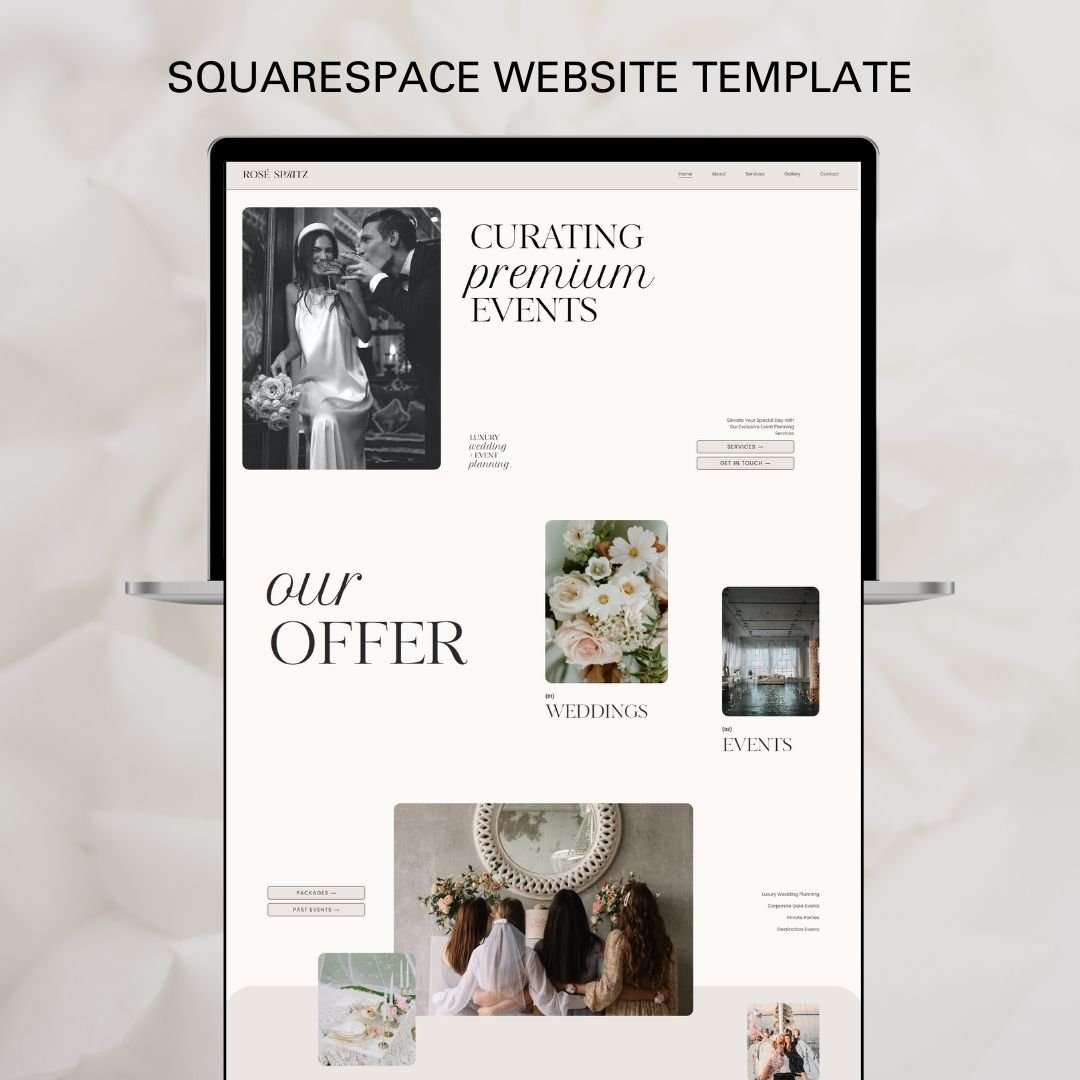 SQUARESPACE WEBSITE TEMPLATE
ROSÉ SPRITZ
Home About Services Gallery Contact
CURATING
premium
EVENTS
LUXURY
wedding
+ EVENT
planning.
Elevate Your Special Day with
Our Exclusive Event Planning
Services
SERVICES →
GET IN TOUCH →
our
OFFER
(01)
WEDDINGS
(02)
EVENTS
PACKAGES →
PAST EVENTS →
Luxury Wedding Planning
Corporate Gala Events
Private Parties
Destination Events